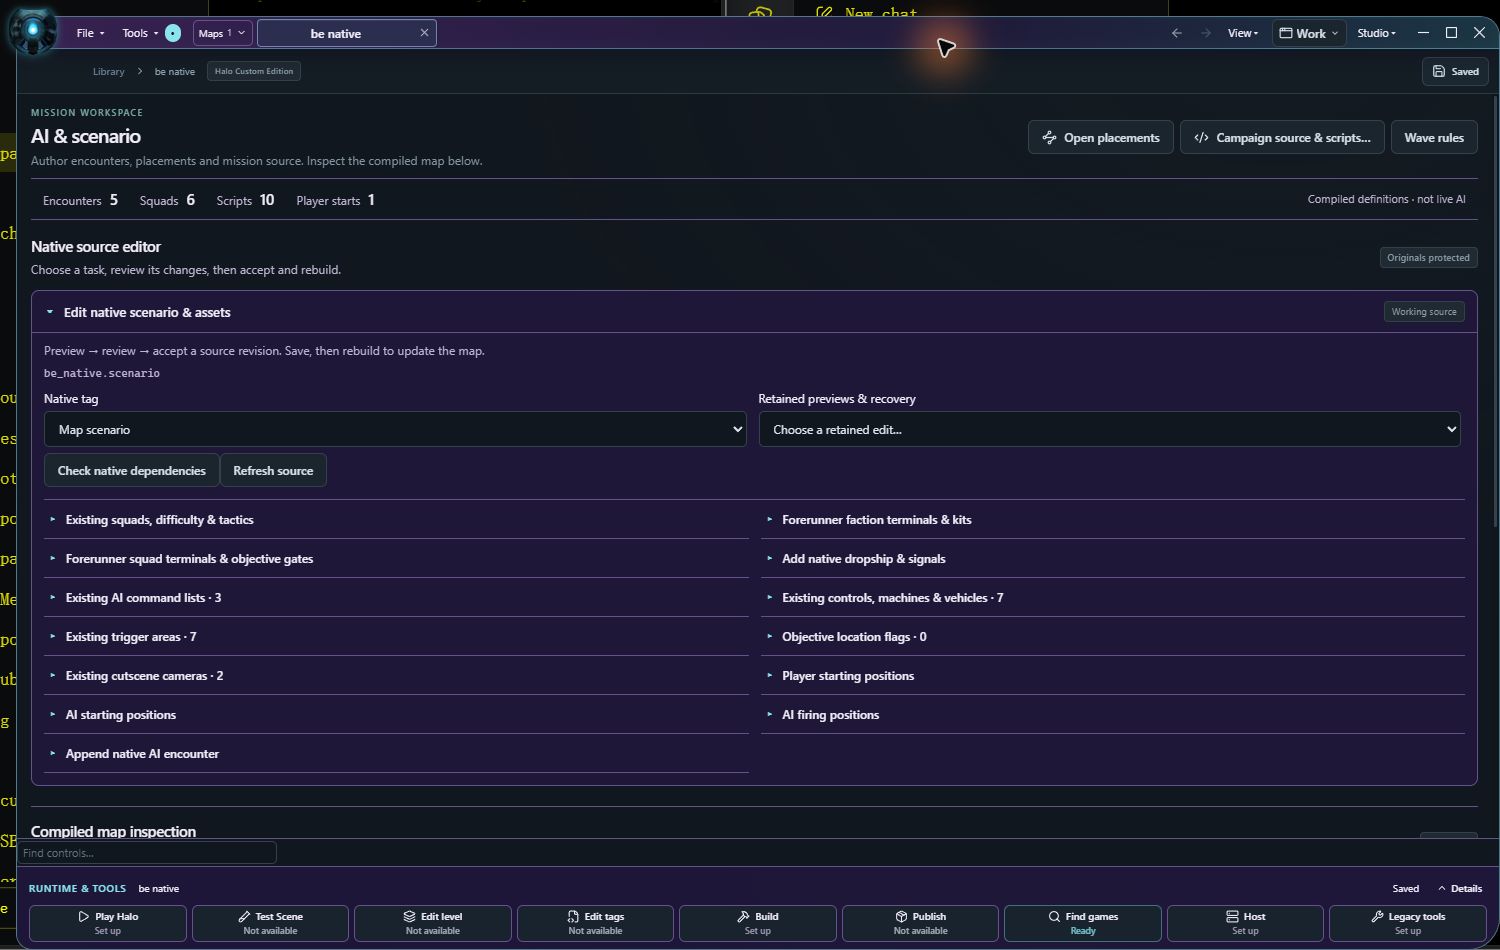 New chat
File
Tools
Maps 1
be native
View
Work
Studio
Library > be native Halo Custom Edition
Saved
MISSION WORKSPACE
AI & scenario
Author encounters, placements and mission source. Inspect the compiled map below.
Open placements
</> Campaign source & scripts...
Wave rules
Encounters 5 Squads 6 Scripts 10 Player starts 1
Compiled definitions · not live AI
Native source editor
Choose a task, review its changes, then accept and rebuild.
Originals protected
Edit native scenario & assets
Working source
Preview → review → accept a source revision. Save, then rebuild to update the map.
be_native.scenario
Native tag
Map scenario
Retained previews & recovery
Choose a retained edit...
Check native dependencies
Refresh source
Existing squads, difficulty & tactics
Forerunner faction terminals & kits
Forerunner squad terminals & objective gates
Add native dropship & signals
Existing AI command lists · 3
Existing controls, machines & vehicles · 7
Existing trigger areas · 7
Objective location flags · 0
Existing cutscene cameras · 2
Player starting positions
AI starting positions
AI firing positions
Append native AI encounter
Compiled map inspection
Find controls...
RUNTIME & TOOLS be native
Saved
Details
Play Halo
Set up
Test Scene
Not available
Edit level
Not available
Edit tags
Not available
Build
Set up
Publish
Not available
Find games
Ready
Host
Set up
Legacy tools
Set up